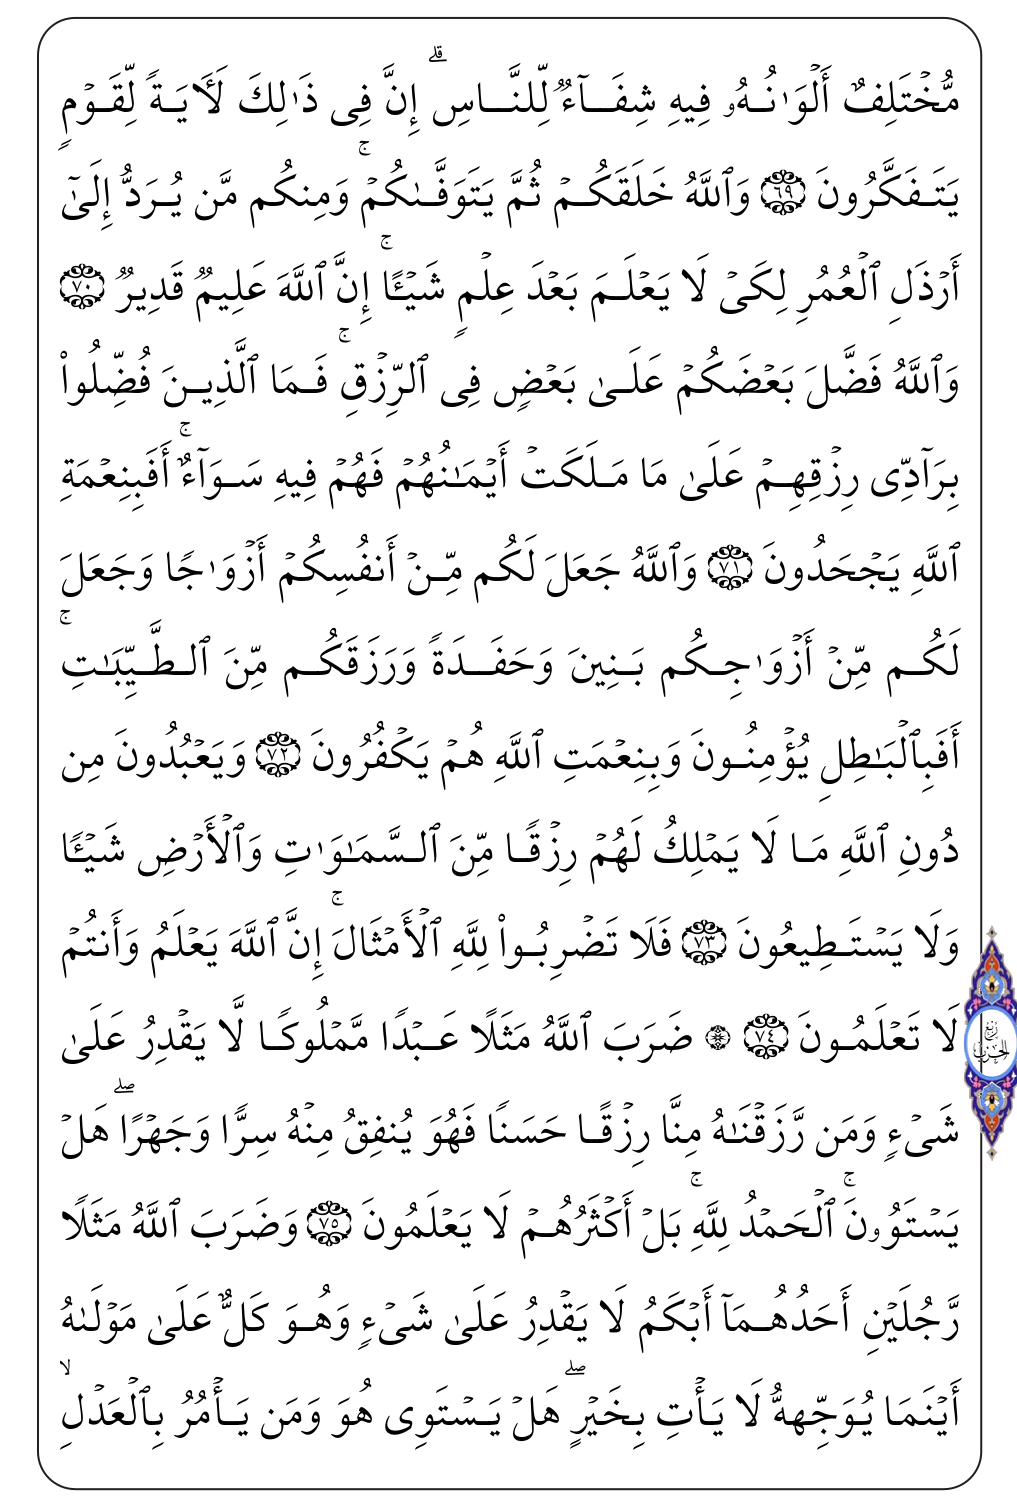 مُّخۡتَلِفٌ أَلۡوَٰنُهُۥ فِيهِ شِفَآءٞ لِّلنَّاسِۚ إِنَّ فِي ذَٰلِكَ لَأٓيَةٗ لِّقَوۡمٖ
يَتَفَكَّرُونَ ٦٩ وَٱللَّهُ خَلَقَكُمۡ ثُمَّ يَتَوَفَّىٰكُمۡۚ وَمِنكُم مَّن يُرَدُّ إِلَىٰٓ
أَرۡذَلِ ٱلۡعُمُرِ لِكَيۡ لَا يَعۡلَمَ بَعۡدَ عِلۡمٖ شَيۡـًٔاۚ إِنَّ ٱللَّهَ عَلِيمٞ قَدِيرٞ ٧٠
وَٱللَّهُ فَضَّلَ بَعۡضَكُمۡ عَلَىٰ بَعۡضٖ فِي ٱلرِّزۡقِۚ فَمَا ٱلَّذِينَ فُضِّلُواْ
بِرَآدِّي رِزۡقِهِمۡ عَلَىٰ مَا مَلَكَتۡ أَيۡمَٰنُهُمۡ فَهُمۡ فِيهِ سَوَآءٌۚ أَفَبِنِعۡمَةِ
ٱللَّهِ يَجۡحَدُونَ ٧١ وَٱللَّهُ جَعَلَ لَكُم مِّنۡ أَنفُسِكُمۡ أَزۡوَٰجٗا وَجَعَلَ
لَكُم مِّنۡ أَزۡوَٰجِكُم بَنِينَ وَحَفَدَةٗ وَرَزَقَكُم مِّنَ ٱلطَّيِّبَٰتِۚ
أَفَبِٱلۡبَٰطِلِ يُؤۡمِنُونَ وَبِنِعۡمَتِ ٱللَّهِ هُمۡ يَكۡفُرُونَ ٧٢ وَيَعۡبُدُونَ مِن
دُونِ ٱللَّهِ مَا لَا يَمۡلِكُ لَهُمۡ رِزۡقٗا مِّنَ ٱلسَّمَٰوَٰتِ وَٱلۡأَرۡضِ شَيۡـٔٗا
وَلَا يَسۡتَطِيعُونَ ٧٣ فَلَا تَضۡرِبُواْ لِلَّهِ ٱلۡأَمۡثَالَۚ إِنَّ ٱللَّهَ يَعۡلَمُ وَأَنتُمۡ
لَا تَعۡلَمُونَ ٧٤ ۞ ضَرَبَ ٱللَّهُ مَثَلًا عَبۡدٗا مَّمۡلُوكٗا لَّا يَقۡدِرُ عَلَىٰ
شَيۡءٖ وَمَن رَّزَقۡنَٰهُ مِنَّا رِزۡقًا حَسَنٗا فَهُوَ يُنفِقُ مِنۡهُ سِرّٗا وَجَهۡرًاۖ هَلۡ
يَسۡتَوُۥنَۚ ٱلۡحَمۡدُ لِلَّهِۚ بَلۡ أَكۡثَرُهُمۡ لَا يَعۡلَمُونَ ٧٥ وَضَرَبَ ٱللَّهُ مَثَلٗا
رَّجُلَيۡنِ أَحَدُهُمَآ أَبۡكَمُ لَا يَقۡدِرُ عَلَىٰ شَيۡءٖ وَهُوَ كَلٌّ عَلَىٰ مَوۡلَىٰهُ
أَيۡنَمَا يُوَجِّههُّ لَا يَأۡتِ بِخَيۡرٍۖ هَلۡ يَسۡتَوِي هُوَ وَمَن يَأۡمُرُ بِٱلۡعَدۡلِۙ
رُبع
الحزب